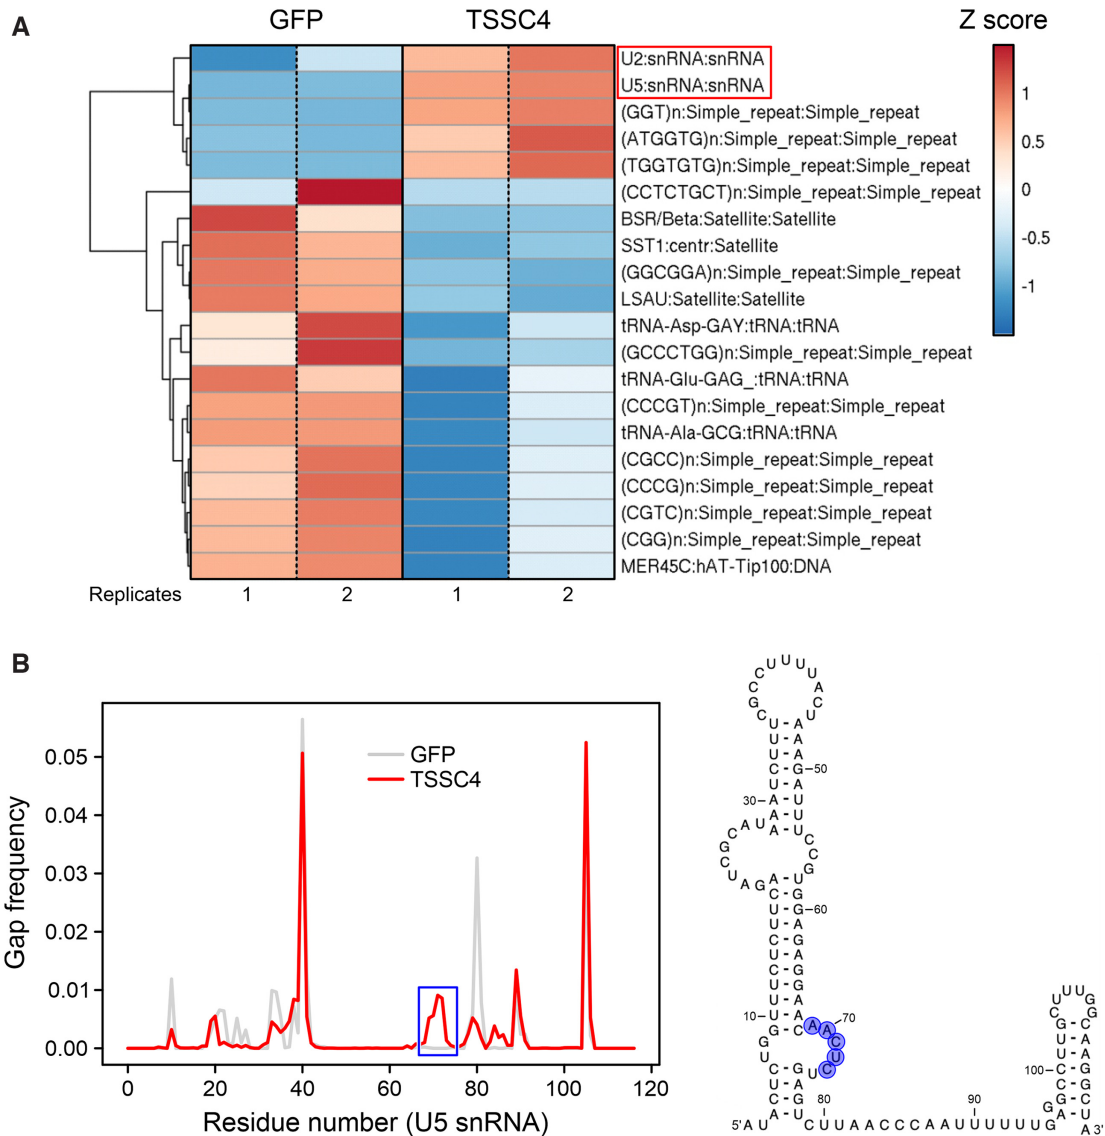 A
GFP TSSC4 Z score
U2:snRNA:snRNA
U5:snRNA:snRNA
(GGT)n:Simple_repeat:Simple_repeat
(ATGGTG)n:Simple_repeat:Simple_repeat
(TGGTGTG)n:Simple_repeat:Simple_repeat
(CCTCTGCT)n:Simple_repeat:Simple_repeat
BSR/Beta:Satellite:Satellite
SST1:centr:Satellite
(GGCGGA)n:Simple_repeat:Simple_repeat
LSAU:Satellite:Satellite
tRNA-Asp-GAY:tRNA:tRNA
(GCCCTGG)n:Simple_repeat:Simple_repeat
tRNA-Glu-GAG_:tRNA:tRNA
(CCCGT)n:Simple_repeat:Simple_repeat
tRNA-Ala-GCG:tRNA:tRNA
(CGCC)n:Simple_repeat:Simple_repeat
(CCCG)n:Simple_repeat:Simple_repeat
(CGTC)n:Simple_repeat:Simple_repeat
(CGG)n:Simple_repeat:Simple_repeat
MER45C:hAT-Tip100:DNA
1
0.5
0
-0.5
-1
Replicates 1 2 1 2
B
Gap frequency
0.05
0.04
0.03
0.02
0.01
0.00
GFP
TSSC4
0 20 40 60 80 100 120
Residue number (U5 snRNA)
50
30
60
10
70
A A C U C
100
80 90
5'A U
C U U A A C C C A A U U U U U U G
3'